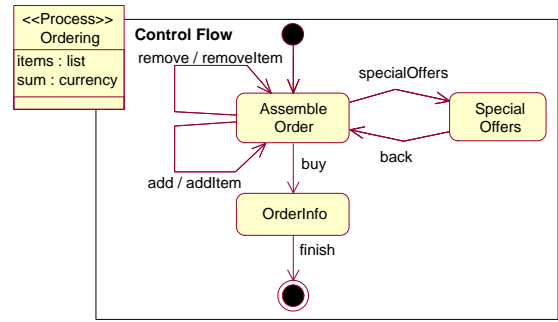 <<Process>>
Ordering
items : list
sum : currency
Control Flow
remove / removeItem
specialOffers
Assemble
Order
Special
Offers
back
buy
add / addItem
OrderInfo
finish